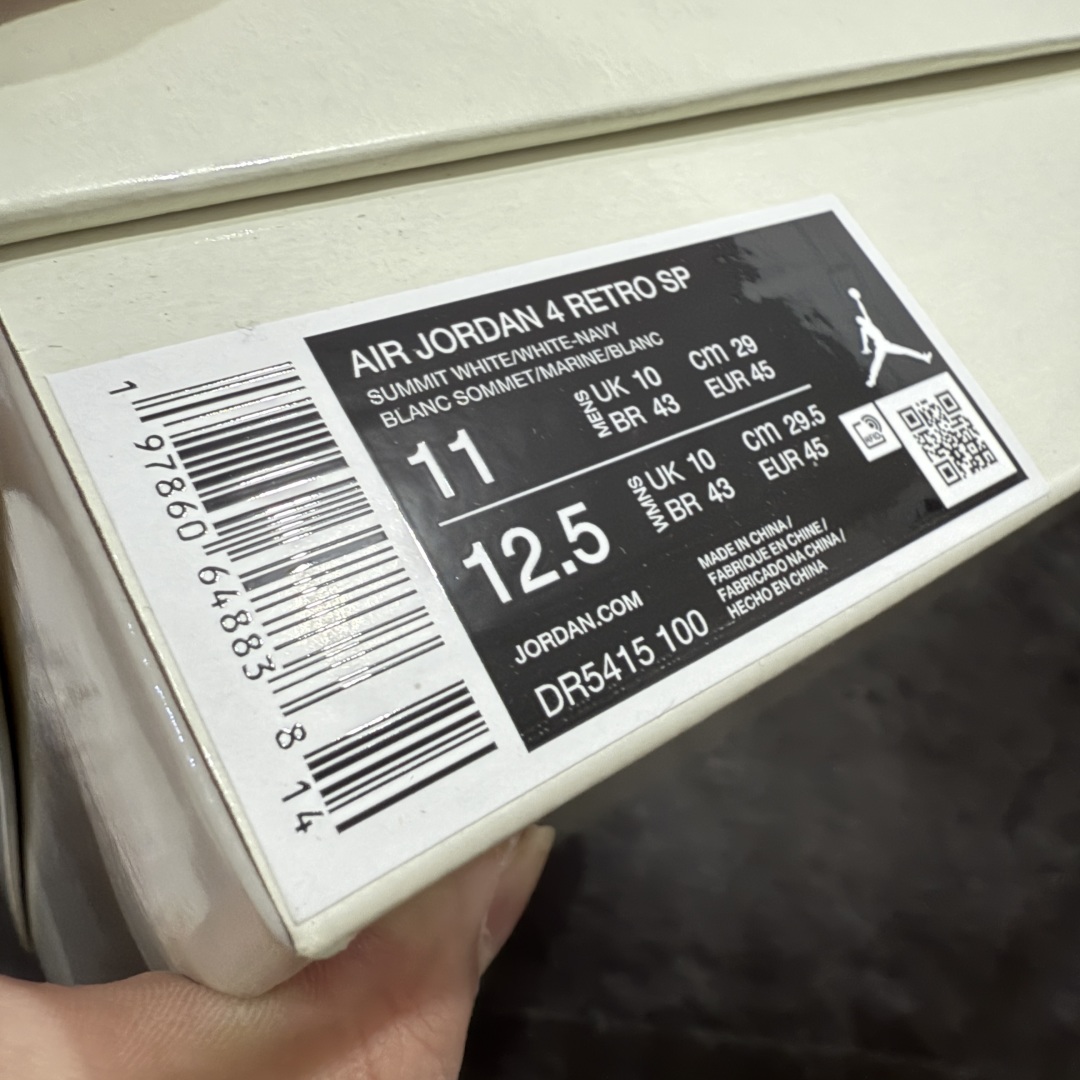 AIR JORDAN 4 RETRO SP
SUMMIT WHITE/WHITE-NAVY
BLANC SOMMET/MARINE/BLANC
11
MENS
UK 10
cm 29
BR 43
EUR 45
12.5
WMNS
UK 10
cm 29.5
BR 43
EUR 45
JORDAN.COM
DR5415 100
MADE IN CHINA /
FABRIQUE EN CHINE /
FABRICADO NA CHINA /
HECHO EN CHINA
1 97860 64883 8 14